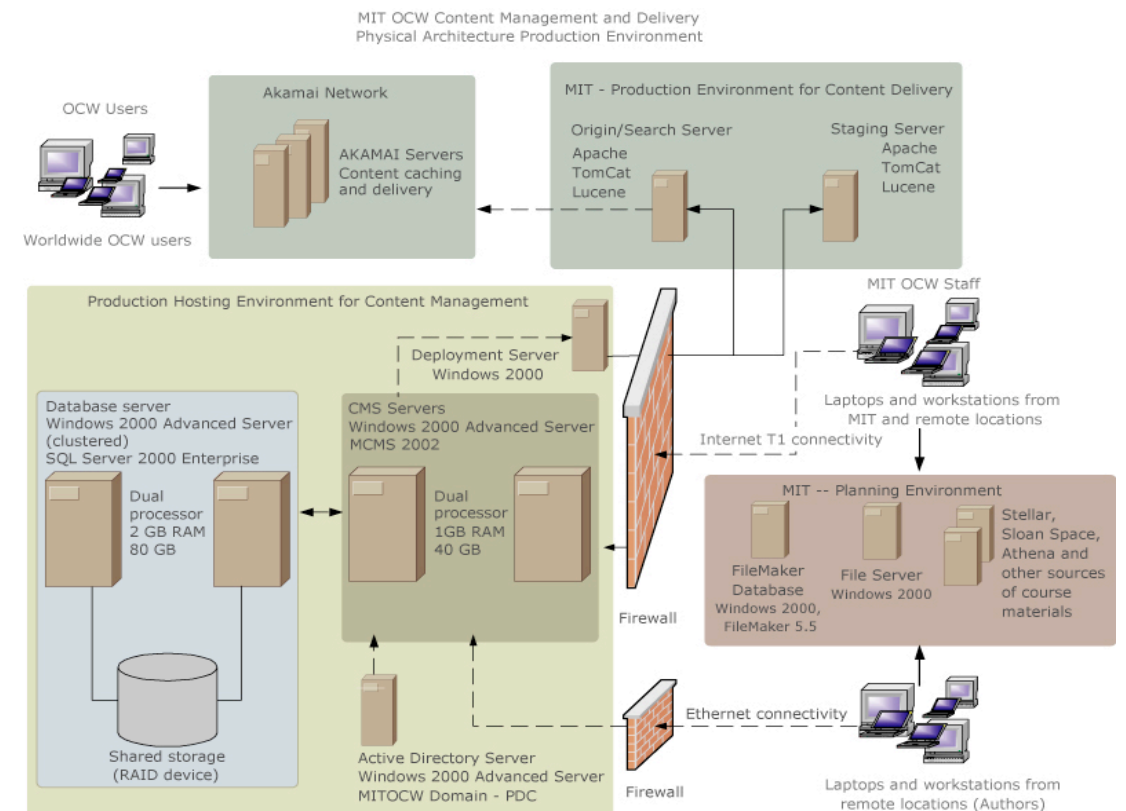 MIT OCW Content Management and Delivery
Physical Architecture Production Environment
OCW Users
Worldwide OCW users
Akamai Network
AKAMAI Servers
Content caching
and delivery
MIT - Production Environment for Content Delivery
Origin/Search Server
Apache
TomCat
Lucene
Staging Server
Apache
TomCat
Lucene
Production Hosting Environment for Content Management
Deployment Server
Windows 2000
Database server
Windows 2000 Advanced Server
(clustered)
SQL Server 2000 Enterprise
Dual
processor
2 GB RAM
80 GB
Shared storage
(RAID device)
CMS Servers
Windows 2000 Advanced Server
MCMS 2002
Dual
processor
1GB RAM
40 GB
Active Directory Server
Windows 2000 Advanced Server
MITOCW Domain - PDC
Firewall
Firewall
Internet T1 connectivity
Ethernet connectivity
MIT OCW Staff
Laptops and workstations from
MIT and remote locations
MIT -- Planning Environment
FileMaker
Database
Windows 2000,
FileMaker 5.5
File Server
Windows 2000
Stellar,
Sloan Space,
Athena and
other sources
of course
materials
Laptops and workstations from
remote locations (Authors)